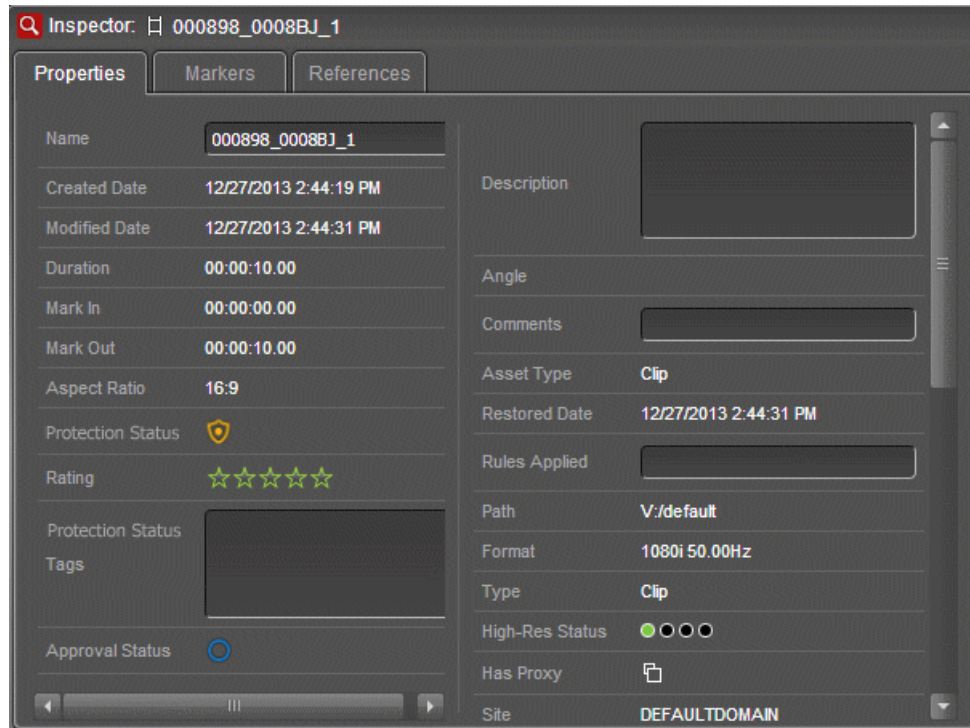 Inspector: 000898_0008BJ_1
Properties
Markers
References
Name 000898_0008BJ_1
Created Date 12/27/2013 2:44:19 PM
Modified Date 12/27/2013 2:44:31 PM
Duration 00:00:10.00
Mark In 00:00:00.00
Mark Out 00:00:10.00
Aspect Ratio 16:9
Protection Status
Rating
Protection Status
Tags
Approval Status
Description
Angle
Comments
Asset Type Clip
Restored Date 12/27/2013 2:44:31 PM
Rules Applied
Path V:/default
Format 1080i 50.00Hz
Type Clip
High-Res Status
Has Proxy
Site DEFAULTDOMAIN